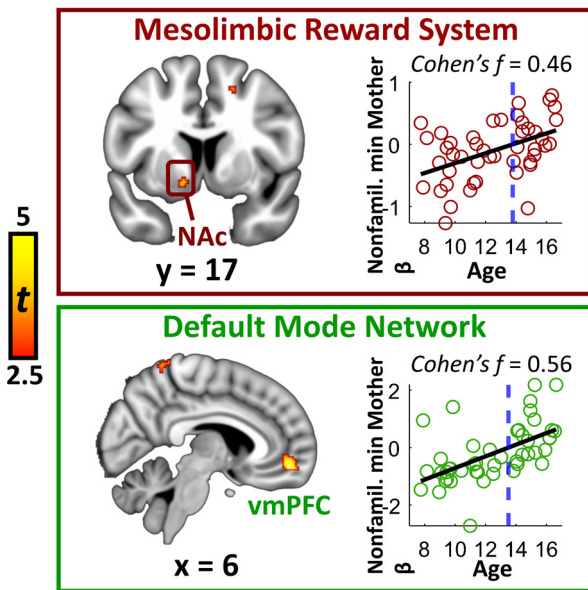 Mesolimbic Reward System
Cohen's f = 0.46
Nonfamil. min Mother
β
1
0
1
8 10 12 14 16
Age
NAc
y = 17
5
t
2.5
Default Mode Network
Cohen's f = 0.56
Nonfamil. min Mother
β
2
0
-2
8 10 12 14 16
Age
vmPFC
x = 6